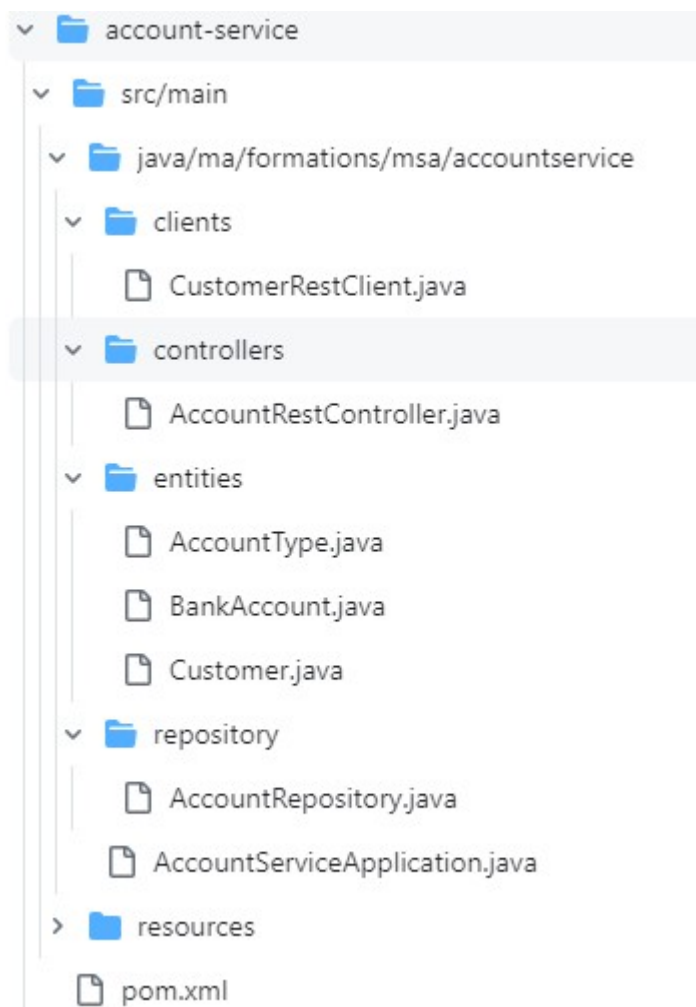 account-service
src/main
java/ma/formations/msa/accountservice
clients
CustomerRestClient.java
controllers
AccountRestController.java
entities
AccountType.java
BankAccount.java
Customer.java
repository
AccountRepository.java
AccountServiceApplication.java
resources
pom.xml